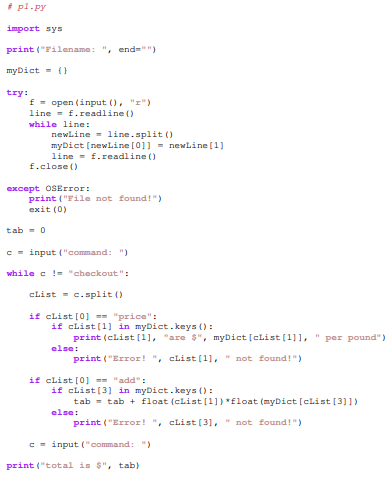 # p1.py
import sys
print("Filename: ", end="")
myDict = {}
try:
    f = open(input(), "r")
    line = f.readline()
    while line:
        newLine = line.split()
        myDict[newLine[0]] = newLine[1]
        line = f.readline()
    f.close()
except OSError:
    print("File not found!")
    exit(0)
tab = 0
c = input("command: ")
while c != "checkout":
    cList = c.split()
    if cList[0] == "price":
        if cList[1] in myDict.keys():
            print(cList[1], "are $", myDict[cList[1]], " per pound")
        else:
            print("Error! ", cList[1], " not found!")
    if cList[0] == "add":
        if cList[3] in myDict.keys():
            tab = tab + float(cList[1])*float(myDict[cList[3]])
        else:
            print("Error! ", cList[3], " not found!")
    c = input("command: ")
print("total is $", tab)